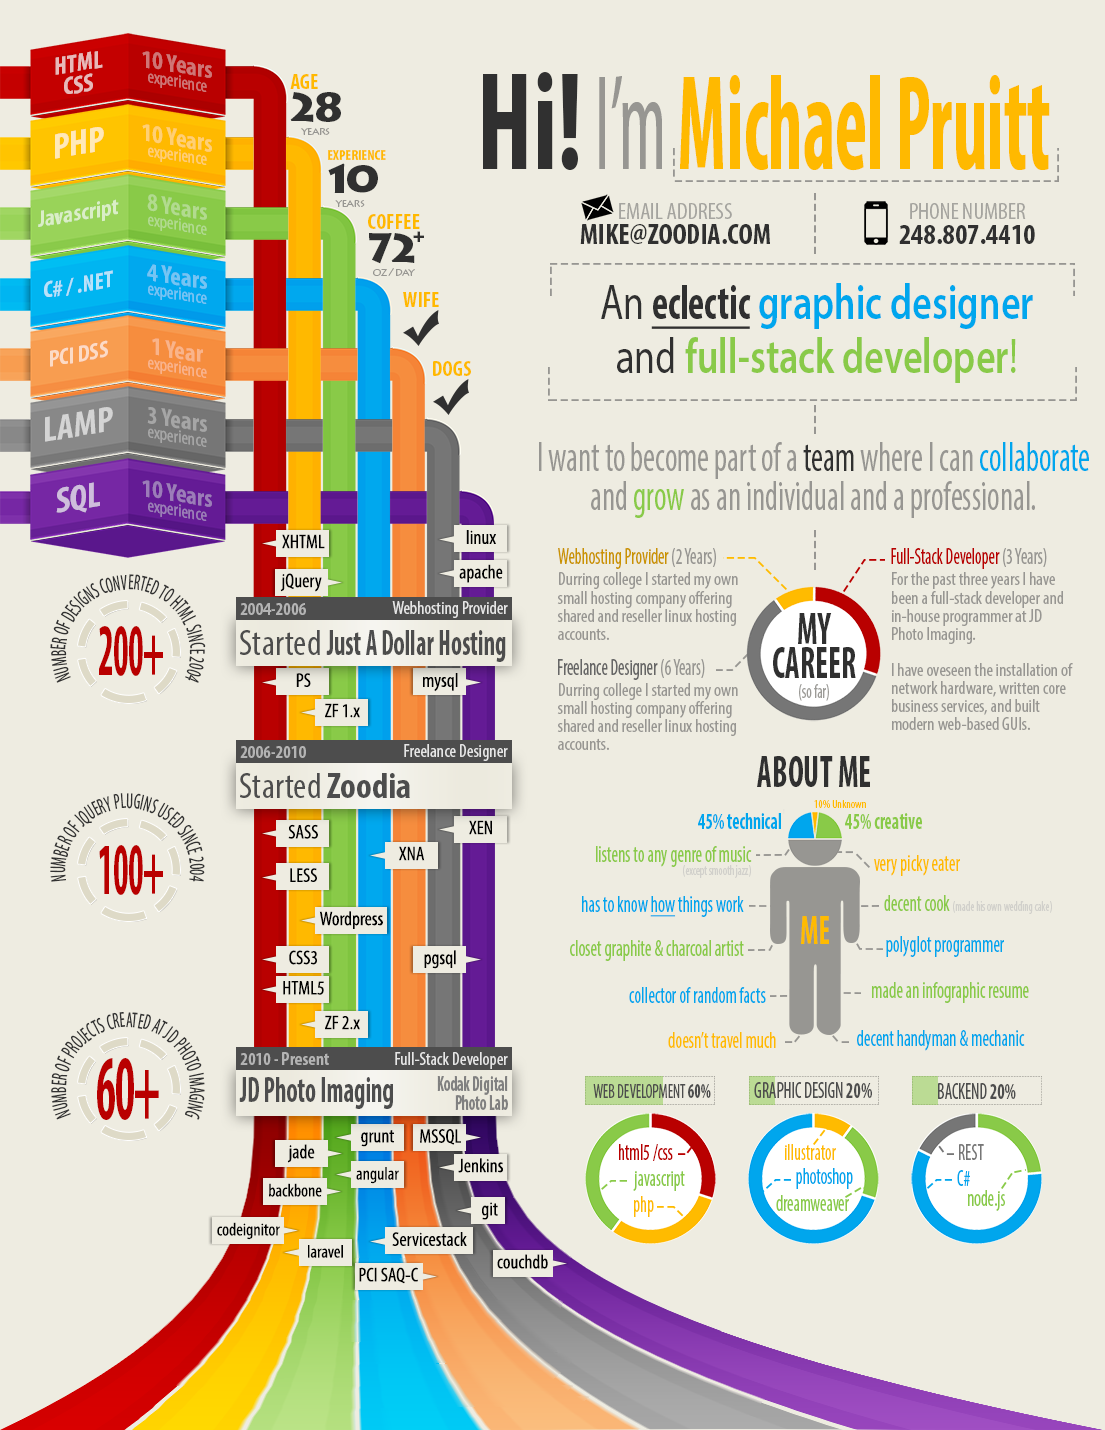 Hi! I'm Michael Pruitt
EMAIL ADDRESS
MIKE@ZOODIA.COM
PHONE NUMBER
248.807.4410
An eclectic graphic designer
and full-stack developer!
I want to become part of a team where I can collaborate
and grow as an individual and a professional.
HTML
CSS
10 Years
experience
PHP
10 Years
experience
Javascript
8 Years
experience
C# / .NET
4 Years
experience
PCI DSS
1 Year
experience
LAMP
3 Years
experience
SQL
10 Years
experience
AGE
28
YEARS
EXPERIENCE
10
YEARS
COFFEE
72+
OZ/DAY
WIFE
DOGS
XHTML
linux
jQuery
apache
2004-2006
Webhosting Provider
Started Just A Dollar Hosting
PS
mysql
ZF 1.x
2006-2010
Freelance Designer
Started Zoodia
SASS
XEN
XNA
LESS
Wordpress
CSS3
pgsql
HTML5
ZF 2.x
2010 - Present
Full-Stack Developer
JD Photo Imaging
Kodak Digital
Photo Lab
grunt
MSSQL
jade
angular
Jenkins
backbone
git
codeignitor
laravel
Servicestack
couchdb
PCI SAQ-C
NUMBER OF DESIGNS CONVERTED TO HTML SINCE 2004
200+
NUMBER OF JQUERY PLUGINS USED SINCE 2004
100+
NUMBER OF PROJECTS CREATED AT JD PHOTO IMAGING
60+
Webhosting Provider (2 Years)
Durring college I started my own
small hosting company offering
shared and reseller linux hosting
accounts.
Freelance Designer (6 Years)
Durring college I started my own
small hosting company offering
shared and reseller linux hosting
accounts.
MY
CAREER
(so far)
Full-Stack Developer (3 Years)
For the past three years I have
been a full-stack developer and
in-house programmer at JD
Photo Imaging.
I have oveseen the installation of
network hardware, written core
business services, and built
modern web-based GUIs.
ABOUT ME
10% Unknown
45% technical
45% creative
listens to any genre of music
(except smooth jazz)
very picky eater
has to know how things work
decent cook (made his own wedding cake)
ME
closet graphite & charcoal artist
polyglot programmer
collector of random facts
made an infographic resume
doesn't travel much
decent handyman & mechanic
WEB DEVELOPMENT 60%
html5 /css
javascript
php
GRAPHIC DESIGN 20%
illustrator
photoshop
dreamweaver
BACKEND 20%
REST
C#
node.js